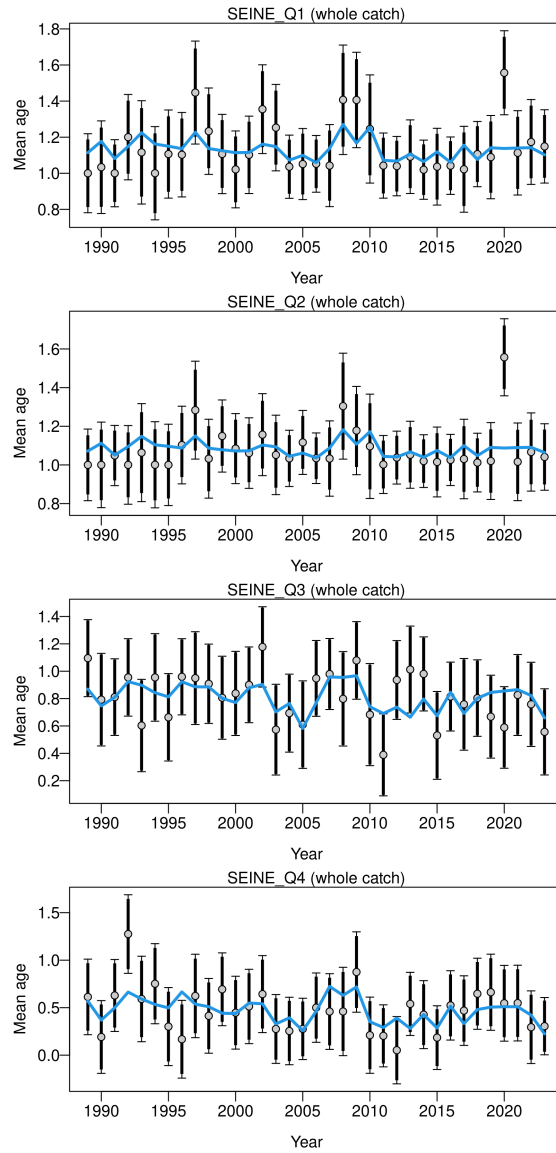 SEINE_Q1 (whole catch)
1.8
1.6
1.4
1.2
1.0
0.8
Mean age
1990 1995 2000 2005 2010 2015 2020
Year
SEINE_Q2 (whole catch)
1.6
1.4
1.2
1.0
0.8
Mean age
1990 1995 2000 2005 2010 2015 2020
Year
SEINE_Q3 (whole catch)
1.4
1.2
1.0
0.8
0.6
0.4
0.2
Mean age
1990 1995 2000 2005 2010 2015 2020
Year
SEINE_Q4 (whole catch)
1.5
1.0
0.5
0.0
Mean age
1990 1995 2000 2005 2010 2015 2020
Year